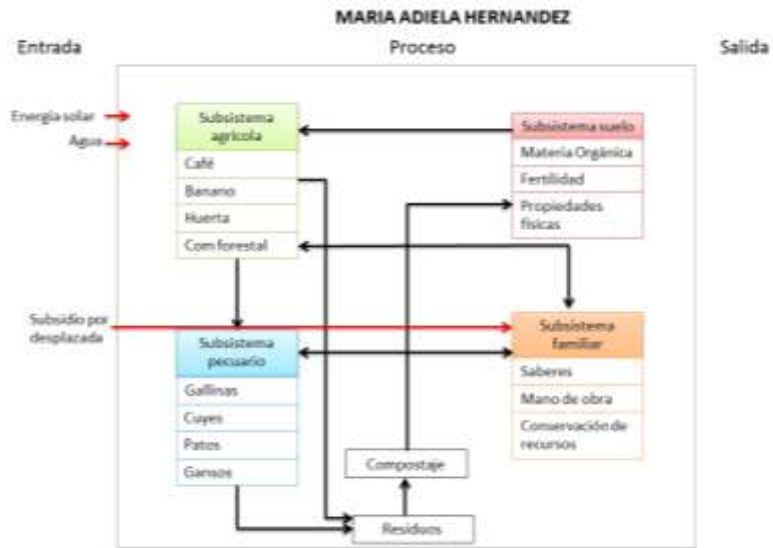 MARIA ADIELA HERNANDEZ
Entrada
Proceso
Salida
Energía solar
Agua
Subsistema
agrícola
Café
Banano
Huerta
Com forestal
Subsistema suelo
Materia Orgánica
Fertilidad
Propiedades
físicas
Subsidio por
desplazada
Subsistema
pecuario
Gallinas
Cuyes
Patos
Gansos
Subsistema
familiar
Saberes
Mano de obra
Conservación de
recursos
Compostaje
Residuos